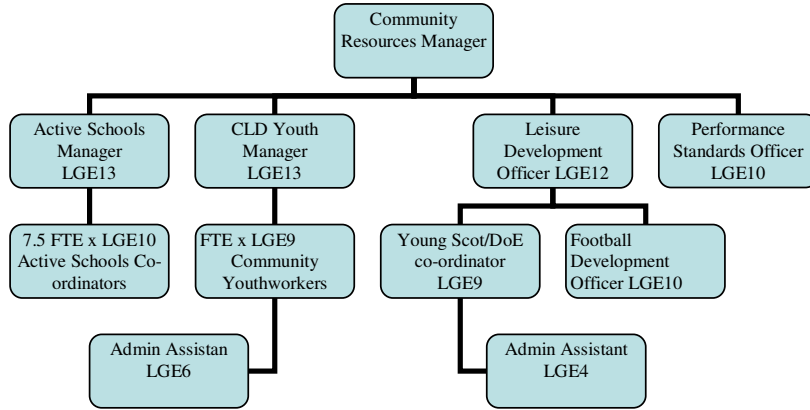 Community
Resources Manager
Active Schools
Manager
LGE13
CLD Youth
Manager
LGE13
Leisure
Development
Officer LGE12
Performance
Standards Officer
LGE10
7.5 FTE x LGE10
Active Schools Co-
ordinators
FTE x LGE9
Community
Youthworkers
Young Scot/DoE
co-ordinator
LGE9
Football
Development
Officer LGE10
Admin Assistan
LGE6
Admin Assistant
LGE4